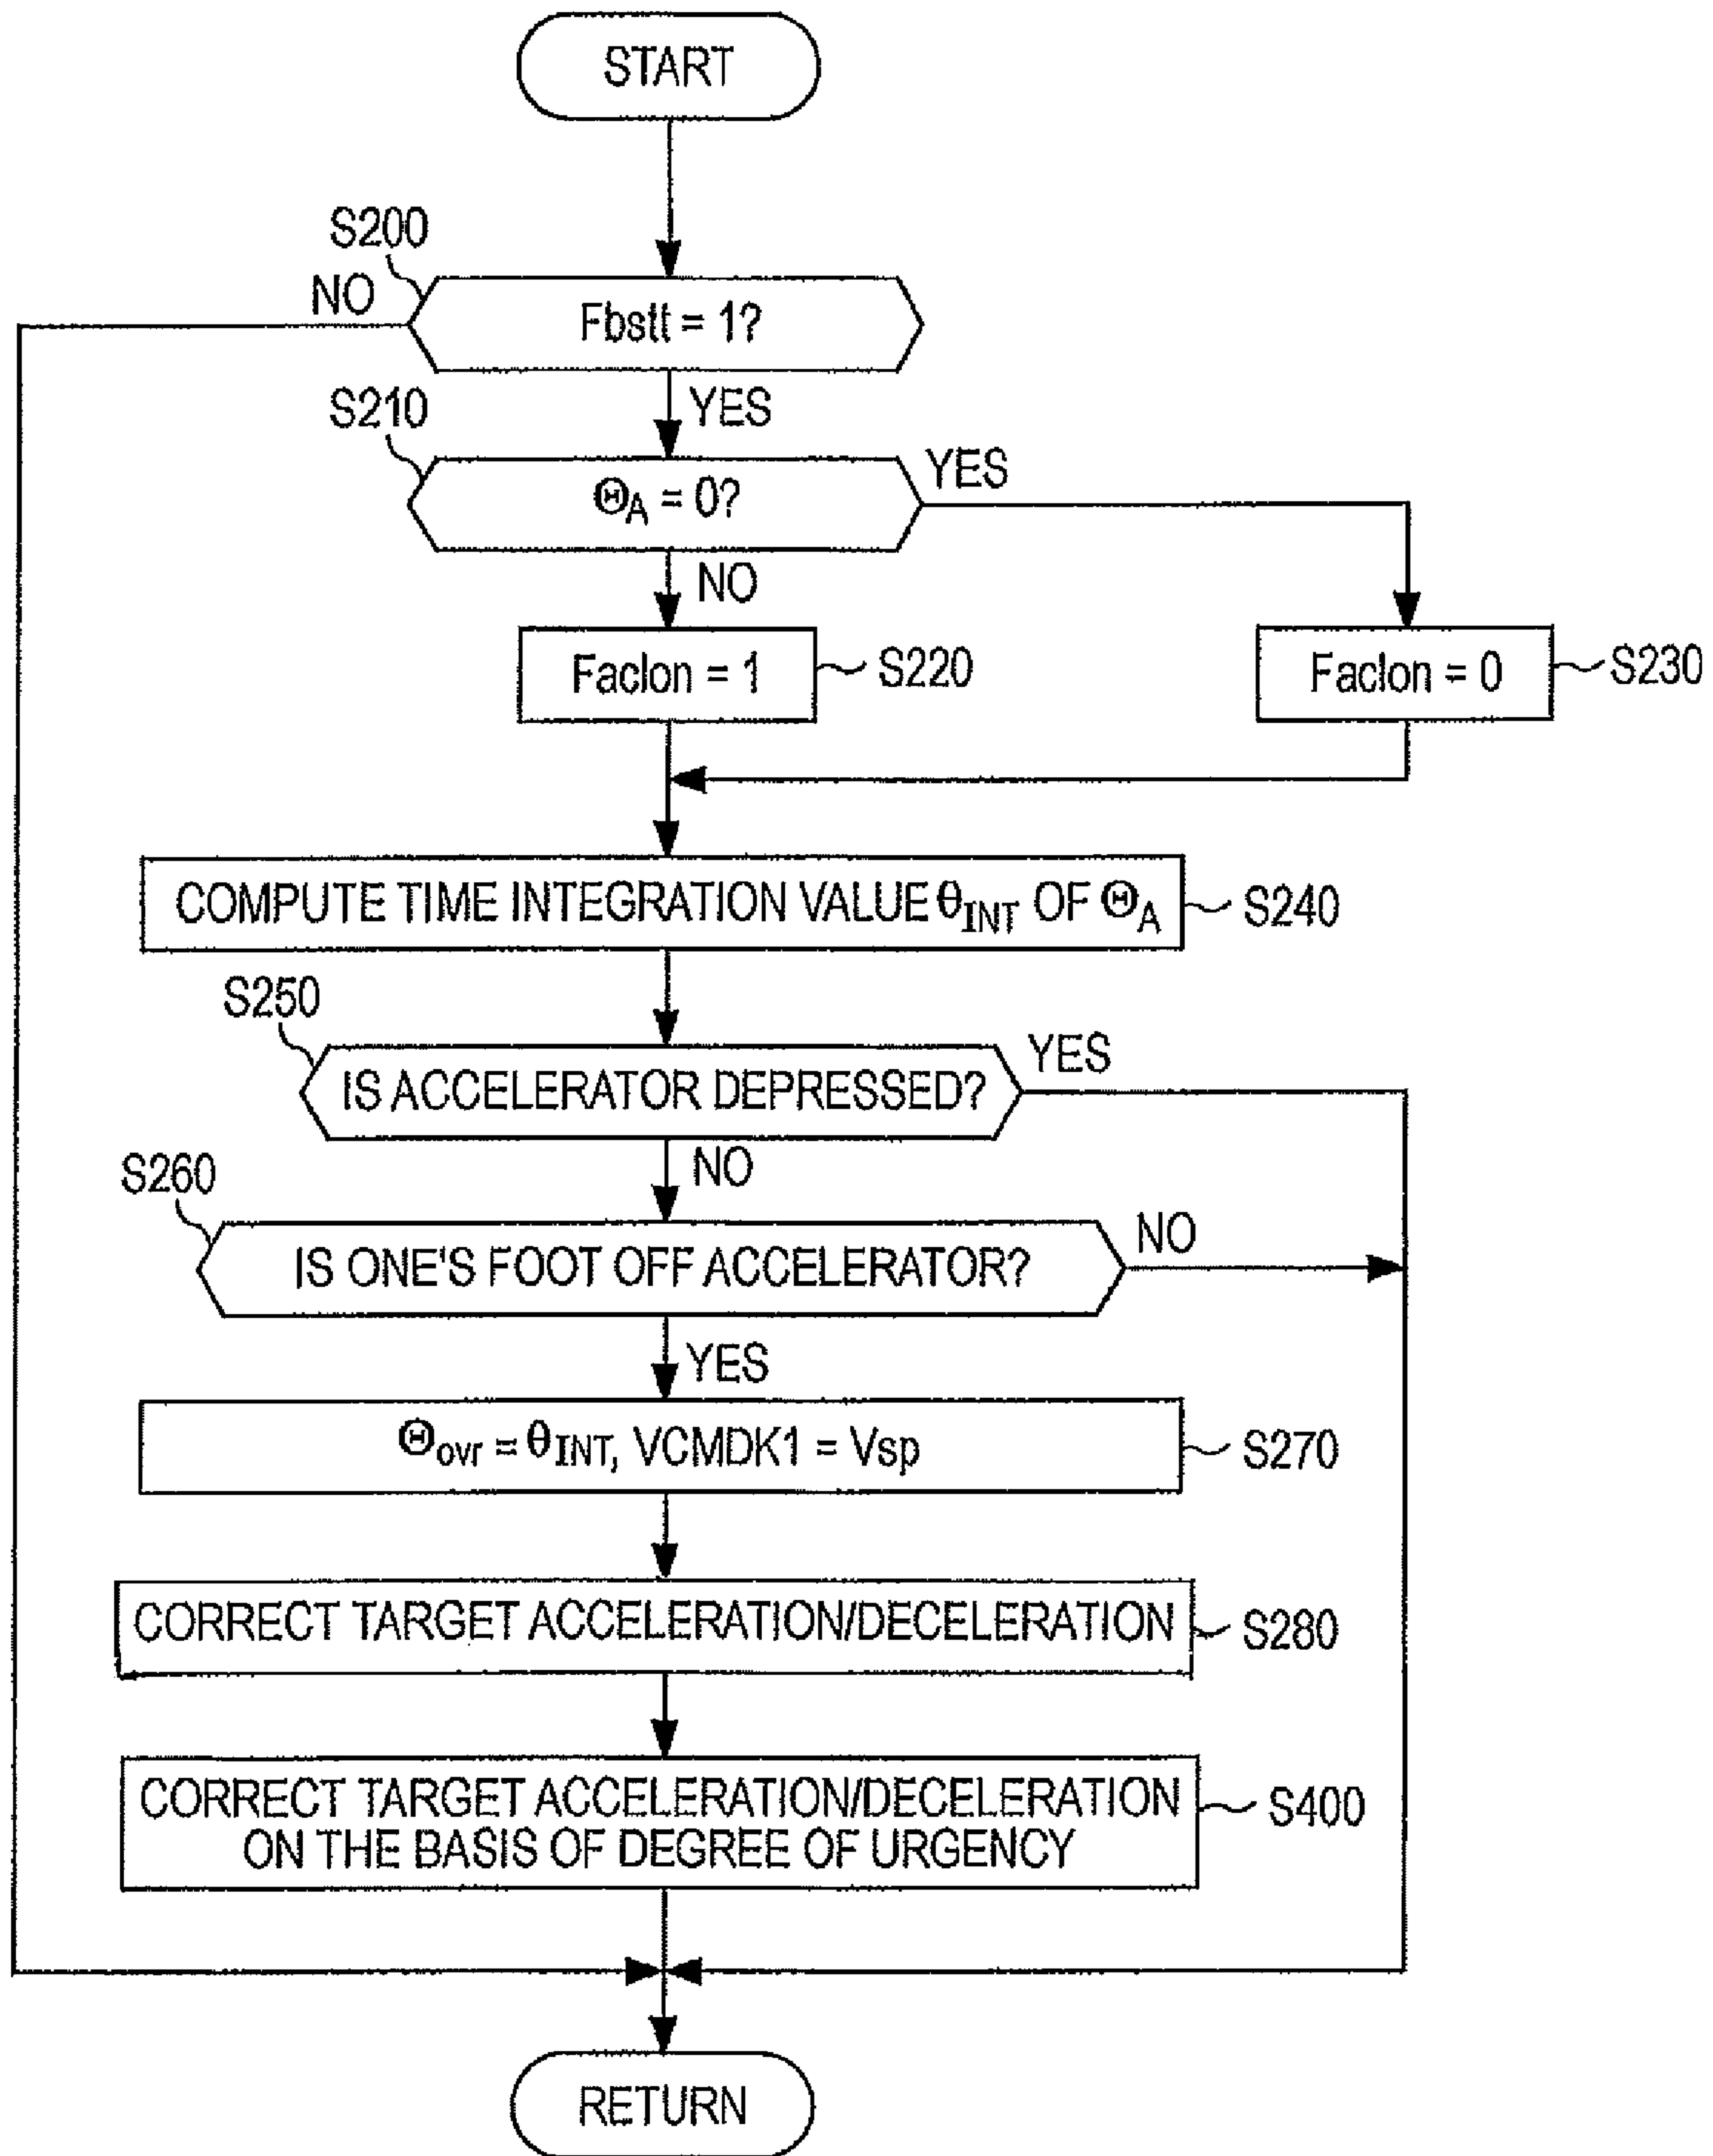 START
S200
NO
Fbstt = 1?
YES
S210
ΘA = 0?
YES
NO
Faclon = 1
S220
Faclon = 0
S230
COMPUTE TIME INTEGRATION VALUE θINT OF ΘA
S240
S250
IS ACCELERATOR DEPRESSED?
YES
NO
S260
IS ONE'S FOOT OFF ACCELERATOR?
NO
YES
Θovr = θINT, VCMDK1 = Vsp
S270
CORRECT TARGET ACCELERATION/DECELERATION
S280
CORRECT TARGET ACCELERATION/DECELERATION
ON THE BASIS OF DEGREE OF URGENCY
S400
RETURN